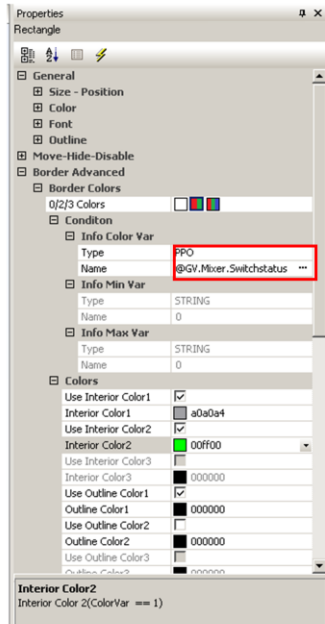 Properties
Rectangle
General
Size - Position
Color
Font
Outline
Move-Hide-Disable
Border Advanced
Border Colors
0/2/3 Colors
Conditon
Info Color Var
Type PPO
Name @GV.Mixer.Switchstatus ...
Info Min Var
Type STRING
Name 0
Info Max Var
Type STRING
Name 0
Colors
Use Interior Color1
Interior Color1 a0a0a4
Use Interior Color2
Interior Color2 00ff00
Use Interior Color3
Interior Color3 000000
Use Outline Color1
Outline Color1 000000
Use Outline Color2
Outline Color2 000000
Use Outline Color3
Outline Color3 000000
Interior Color2
Interior Color 2(ColorVar == 1)